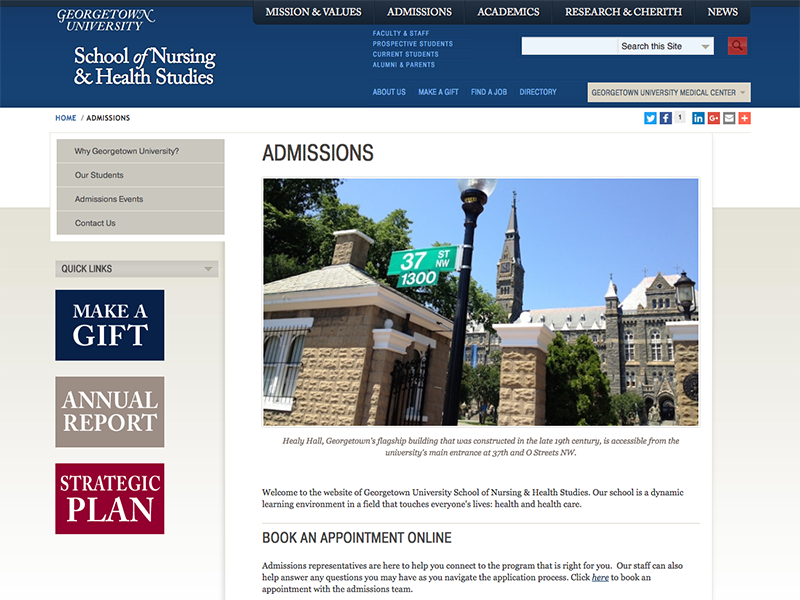 GEORGETOWN
UNIVERSITY
School of Nursing
& Health Studies
MISSION & VALUES
ADMISSIONS
ACADEMICS
RESEARCH & CHERITH
NEWS
FACULTY & STAFF
PROSPECTIVE STUDENTS
CURRENT STUDENTS
ALUMNI & PARENTS
Search this Site
ABOUT US
MAKE A GIFT
FIND A JOB
DIRECTORY
GEORGETOWN UNIVERSITY MEDICAL CENTER
HOME / ADMISSIONS
1
Why Georgetown University?
Our Students
Admissions Events
Contact Us
QUICK LINKS
MAKE A
GIFT
ANNUAL
REPORT
STRATEGIC
PLAN
ADMISSIONS
37 ST
NW
1300
Healy Hall, Georgetown's flagship building that was constructed in the late 19th century, is accessible from the
university's main entrance at 37th and O Streets NW.
Welcome to the website of Georgetown University School of Nursing & Health Studies. Our school is a dynamic
learning environment in a field that touches everyone's lives: health and health care.
BOOK AN APPOINTMENT ONLINE
Admissions representatives are here to help you connect to the program that is right for you. Our staff can also
help answer any questions you may have as you navigate the application process. Click here to book an
appointment with the admissions team.